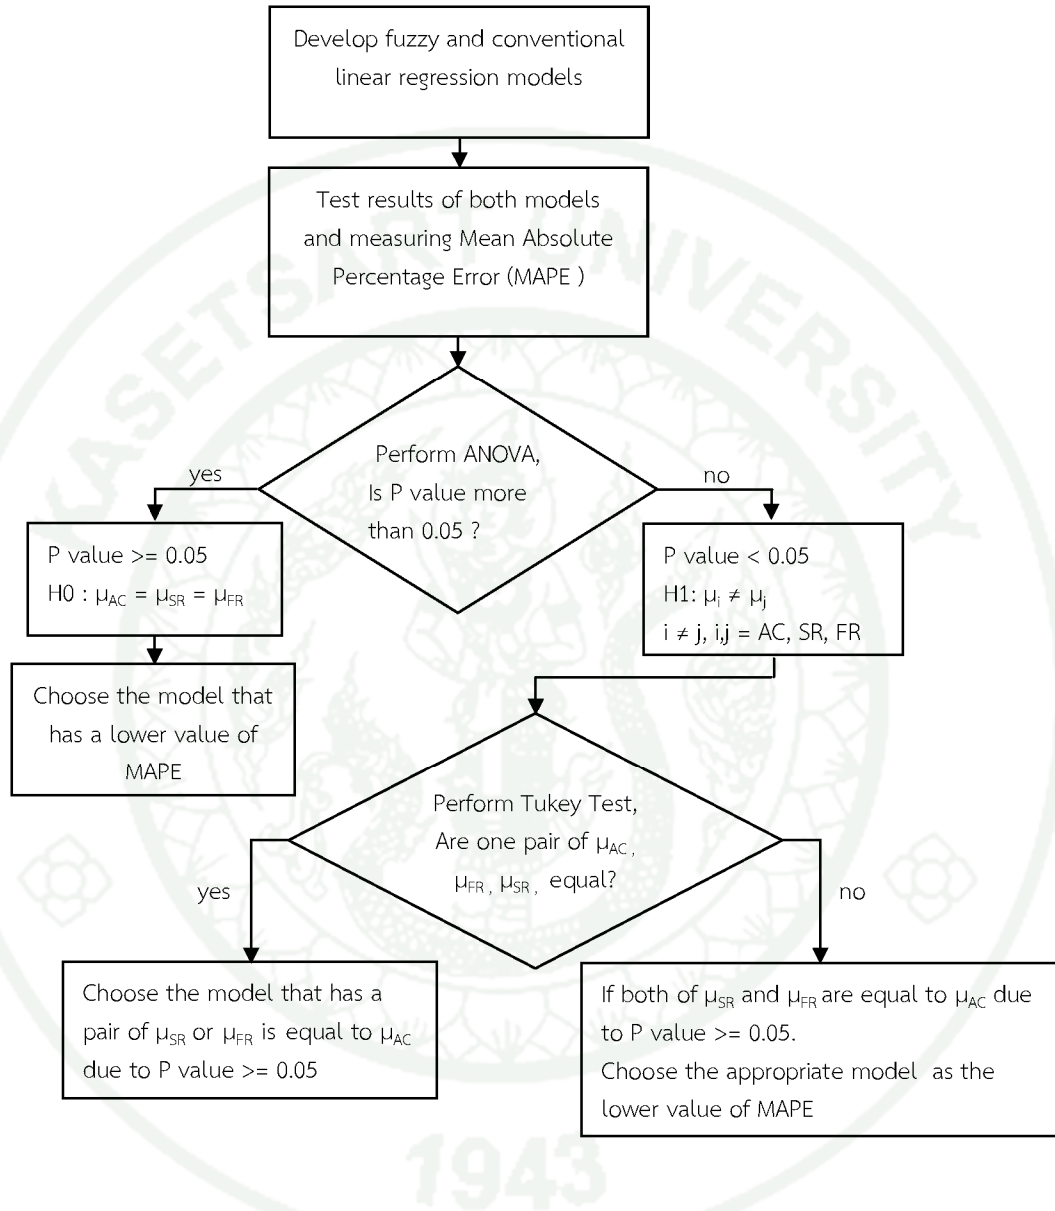 Develop fuzzy and conventional
linear regression models
Test results of both models
and measuring Mean Absolute
Percentage Error (MAPE )
Perform ANOVA,
Is P value more
than 0.05 ?
yes
no
P value >= 0.05
H0 : μAC = μSR = μFR
P value < 0.05
H1: μi ≠ μj
i ≠ j, i,j = AC, SR, FR
Choose the model that
has a lower value of
MAPE
Perform Tukey Test,
Are one pair of μAC ,
μFR , μSR , equal?
yes
no
Choose the model that has a
pair of μSR or μFR is equal to μAC
due to P value >= 0.05
If both of μSR and μFR are equal to μAC due
to P value >= 0.05.
Choose the appropriate model as the
lower value of MAPE
KASETSART UNIVERSITY
1943